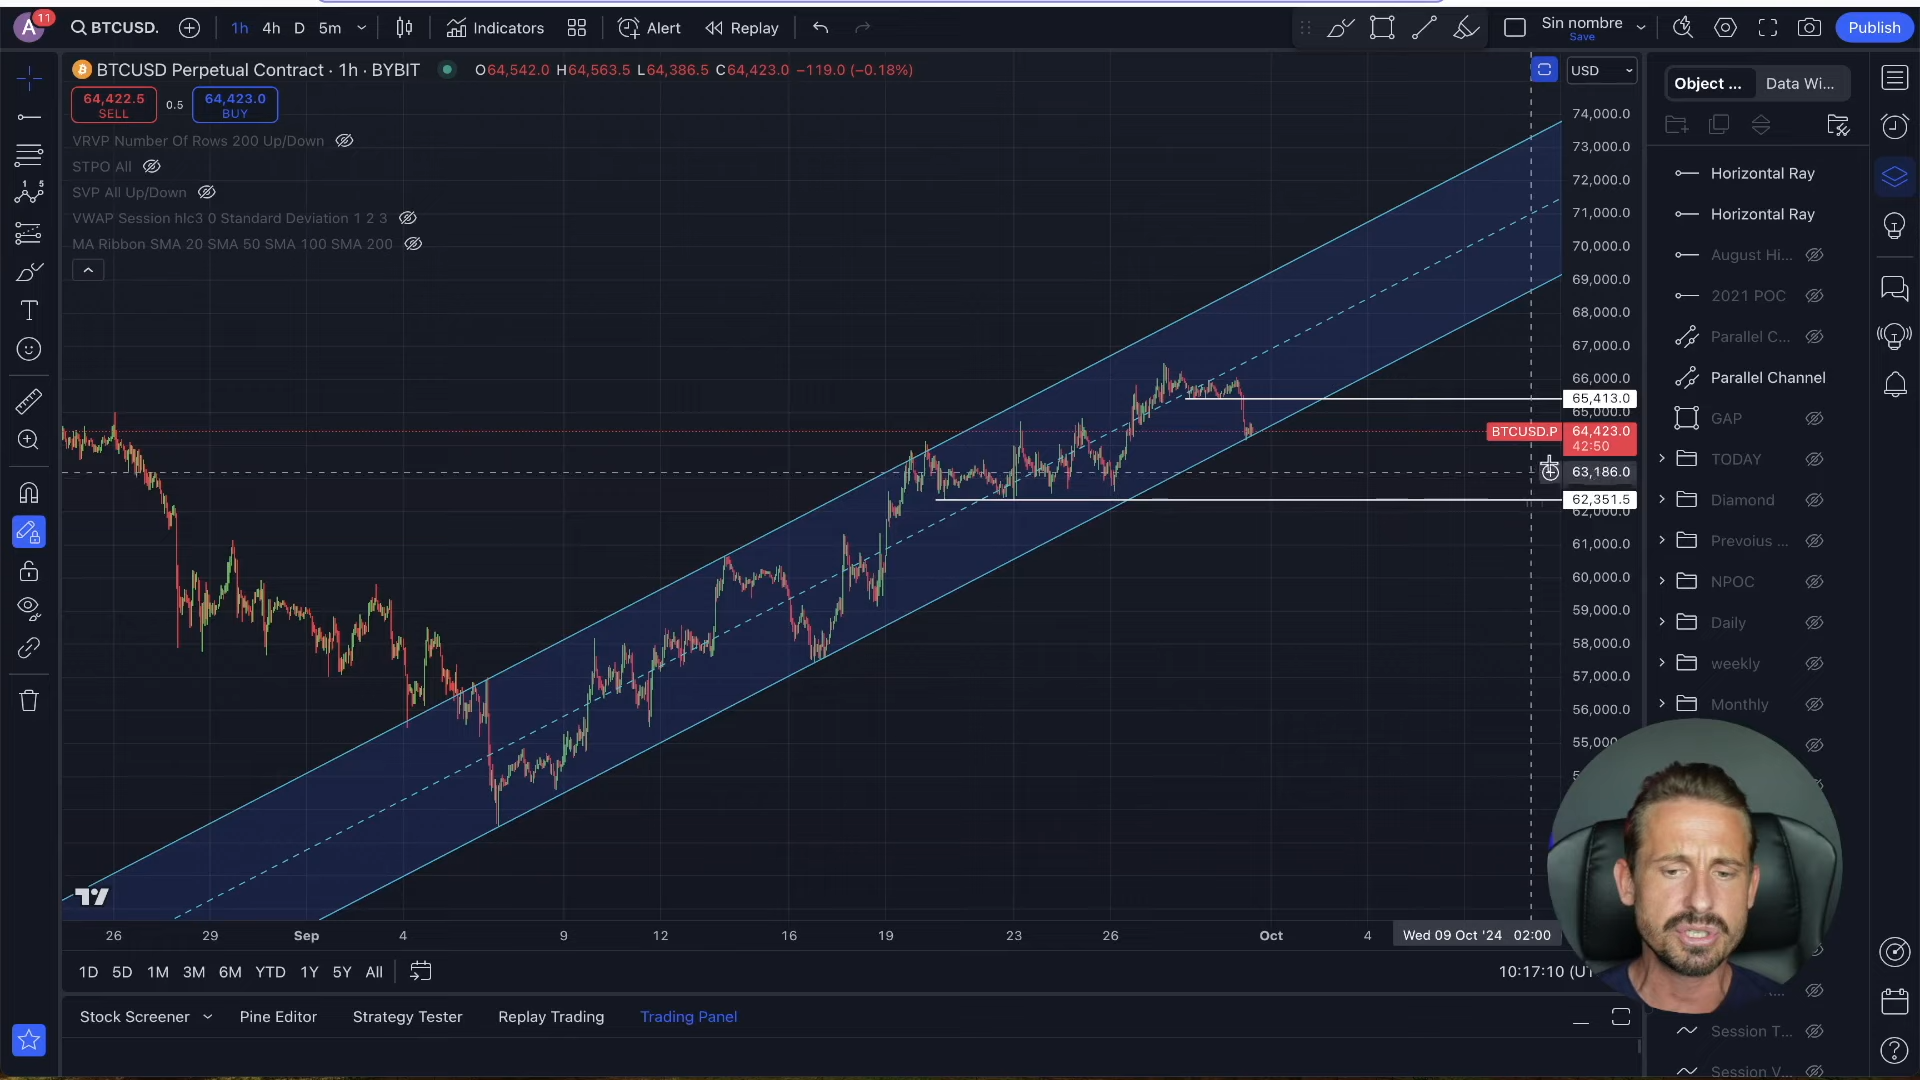 A 11 BTCUSD. 1h 4h D 5m Indicators Alert Replay Sin nombre Save Publish
BTCUSD Perpetual Contract · 1h · BYBIT O64,542.0 H64,563.5 L64,386.5 C64,423.0 −119.0 (−0.18%) USD
64,422.5 SELL 0.5 64,423.0 BUY
VRVP Number Of Rows 200 Up/Down
STPO All
SVP All Up/Down
VWAP Session hlc3 0 Standard Deviation 1 2 3
MA Ribbon SMA 20 SMA 50 SMA 100 SMA 200
74,000.0
73,000.0
72,000.0
71,000.0
70,000.0
69,000.0
68,000.0
67,000.0
66,000.0
65,413.0
65,000.0
BTCUSD.P 64,423.0
42:50
63,186.0
62,351.5
62,000.0
61,000.0
60,000.0
59,000.0
58,000.0
57,000.0
56,000.0
55,00
Object ... Data Wi...
Horizontal Ray
Horizontal Ray
August Hi...
2021 POC
Parallel C...
Parallel Channel
GAP
TODAY
Diamond
Prevoius ...
NPOC
Daily
weekly
Monthly
Session T...
Session V...
26 29 Sep 4 9 12 16 19 23 26 Oct 4 Wed 09 Oct '24 02:00
1D 5D 1M 3M 6M YTD 1Y 5Y All 10:17:10 (UT
Stock Screener Pine Editor Strategy Tester Replay Trading Trading Panel